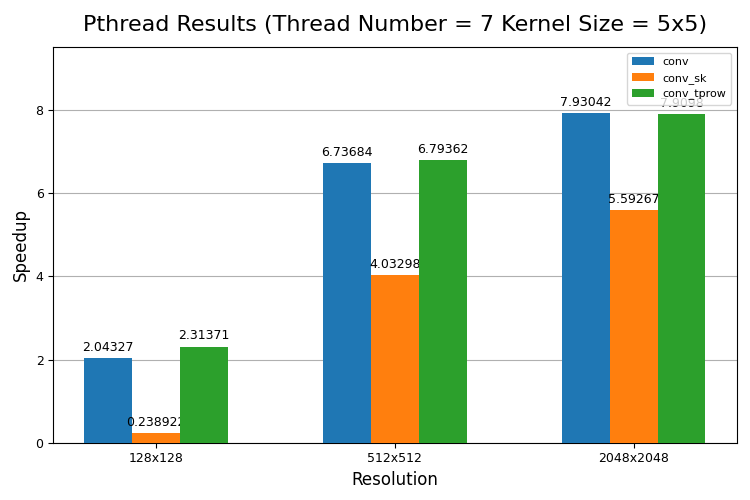 Pthread Results (Thread Number = 7 Kernel Size = 5x5)
conv
conv_sk
conv_tprow
7.93042
7.9098
6.73684
6.79362
5.59267
4.03298
2.04327
2.31371
0.238922
8
6
4
2
0
Speedup
128x128
512x512
2048x2048
Resolution